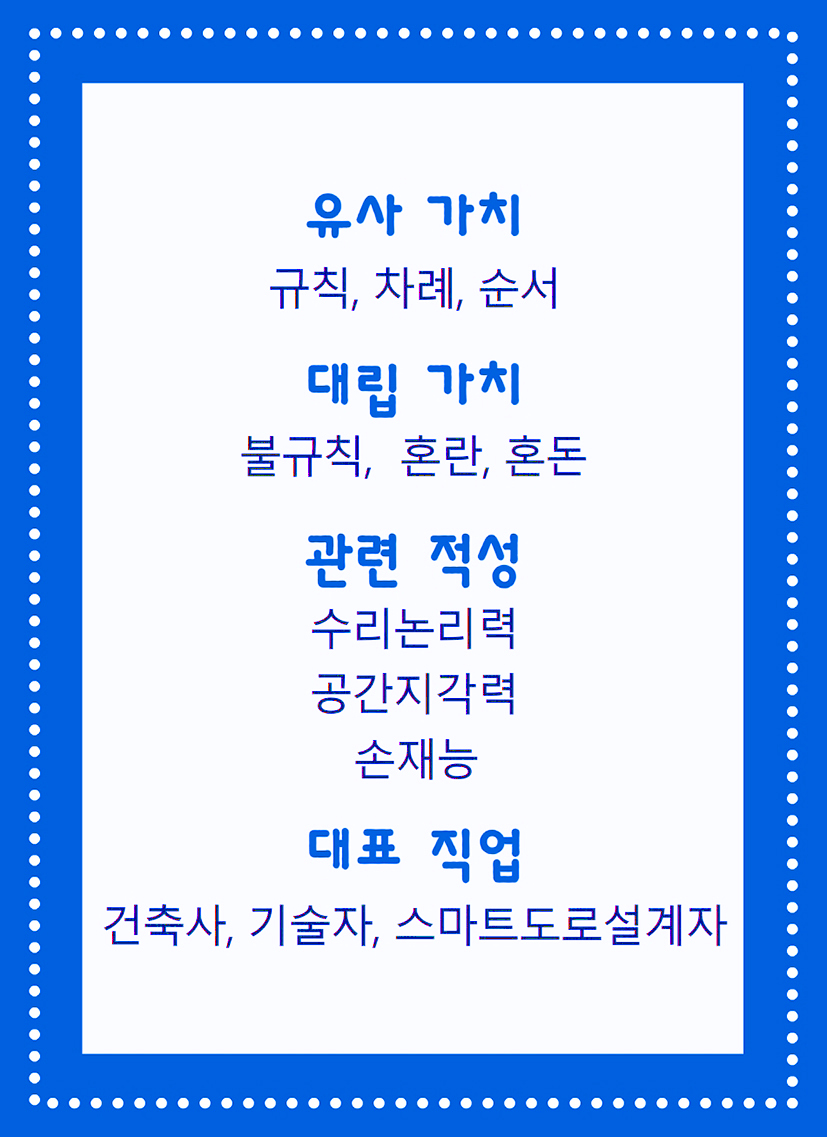 유사 가치
규칙, 차례, 순서
대립 가치
불규칙, 혼란, 혼돈
관련 적성
수리논리력
공간지각력
손재능
대표 직업
건축사, 기술자, 스마트도로설계자